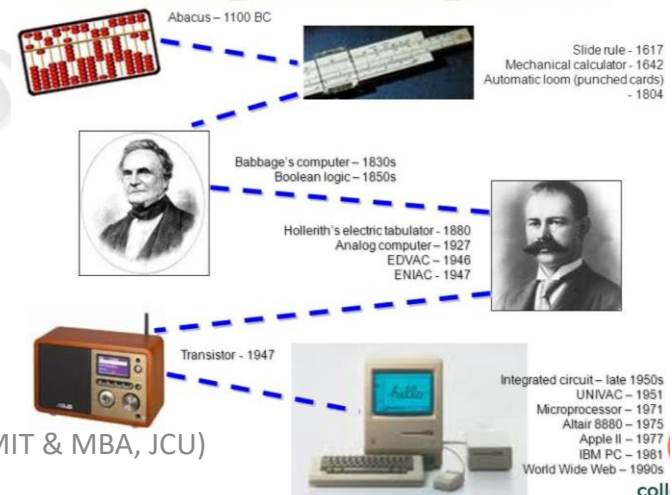 Abacus – 1100 BC
Slide rule - 1617
Mechanical calculator - 1642
Automatic loom (punched cards)
- 1804
Babbage's computer – 1830s
Boolean logic – 1850s
Hollerith's electric tabulator - 1880
Analog computer – 1927
EDVAC – 1946
ENIAC - 1947
Transistor - 1947
hello
Integrated circuit – late 1950s
UNIVAC – 1951
Microprocessor – 1971
Altair 8880 – 1975
Apple II – 1977
IBM PC – 1981
World Wide Web – 1990s
MIT & MBA, JCU)
coll